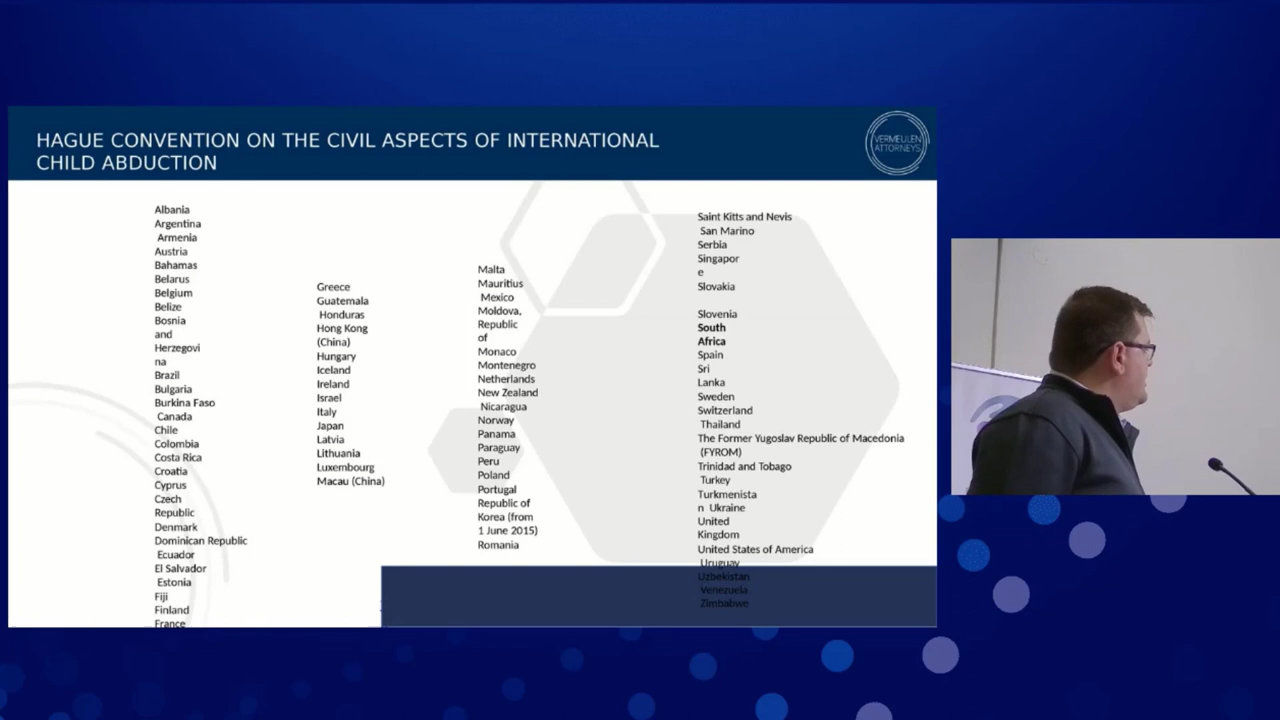 HAGUE CONVENTION ON THE CIVIL ASPECTS OF INTERNATIONAL
CHILD ABDUCTION
VERMEULEN
ATTORNEYS
Albania
Argentina
Armenia
Austria
Bahamas
Belarus
Belgium
Belize
Bosnia
and
Herzegovi
na
Brazil
Bulgaria
Burkina Faso
Canada
Chile
Colombia
Costa Rica
Croatia
Cyprus
Czech
Republic
Denmark
Dominican Republic
Ecuador
El Salvador
Estonia
Fiji
Finland
France
Greece
Guatemala
Honduras
Hong Kong
(China)
Hungary
Iceland
Ireland
Israel
Italy
Japan
Latvia
Lithuania
Luxembourg
Macau (China)
Malta
Mauritius
Mexico
Moldova,
Republic
of
Monaco
Montenegro
Netherlands
New Zealand
Nicaragua
Norway
Panama
Paraguay
Peru
Poland
Portugal
Republic of
Korea (from
1 June 2015)
Romania
Saint Kitts and Nevis
San Marino
Serbia
Singapor
e
Slovakia
Slovenia
South
Africa
Spain
Sri
Lanka
Sweden
Switzerland
Thailand
The Former Yugoslav Republic of Macedonia
(FYROM)
Trinidad and Tobago
Turkey
Turkmenista
n Ukraine
United
Kingdom
United States of America
Uruguay
Uzbekistan
Venezuela
Zimbabwe